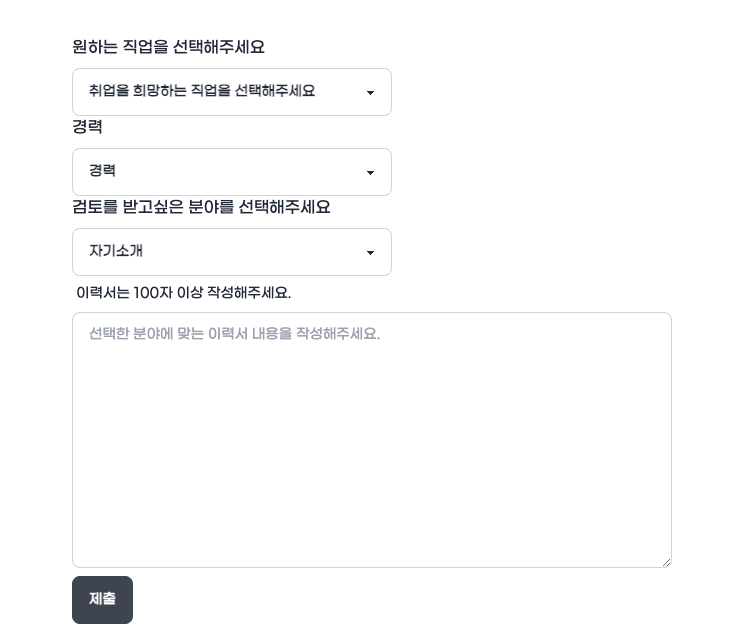 원하는 직업을 선택해주세요
취업을 희망하는 직업을 선택해주세요
경력
경력
검토를 받고싶은 분야를 선택해주세요
자기소개
이력서는 100자 이상 작성해주세요.
선택한 분야에 맞는 이력서 내용을 작성해주세요.
제출